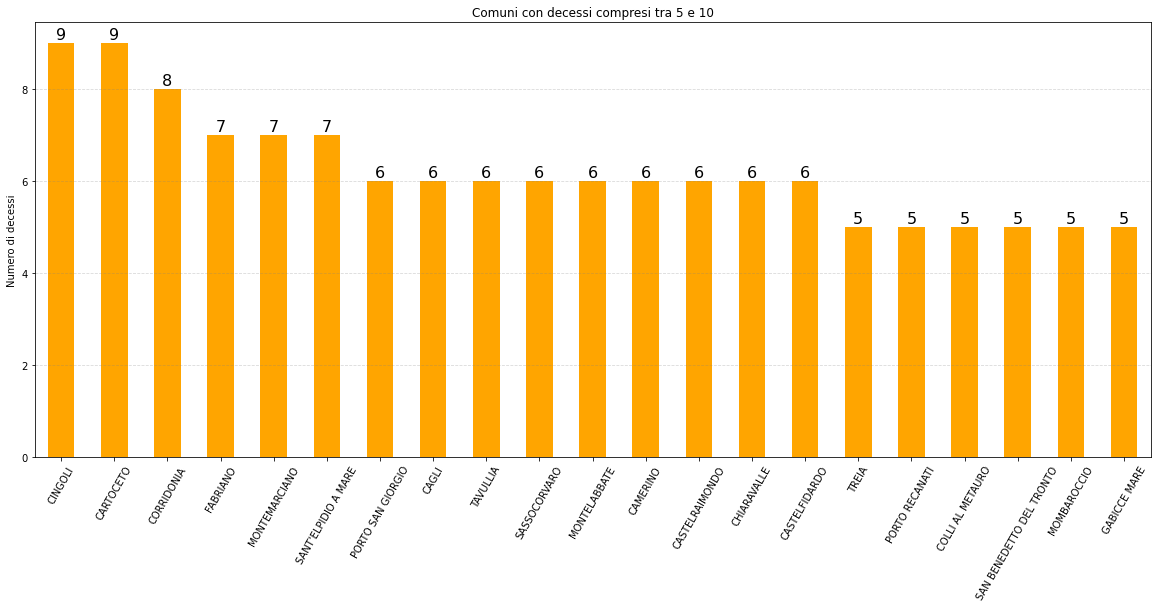 Comuni con decessi compresi tra 5 e 10
Numero di decessi
8
6
4
2
0
9
9
8
7
7
7
6
6
6
6
6
6
6
6
6
5
5
5
5
5
5
CINGOLI
CARTOCETO
CORRIDONIA
FABRIANO
MONTEMARCIANO
SANT'ELPIDIO A MARE
PORTO SAN GIORGIO
CAGLI
TAVULLIA
SASSOCORVARO
MONTELABBATE
CAMERINO
CASTELRAIMONDO
CHIARAVALLE
CASTELFIDARDO
TREIA
PORTO RECANATI
COLLI AL METAURO
SAN BENEDETTO DEL TRONTO
MOMBAROCCIO
GABICCE MARE